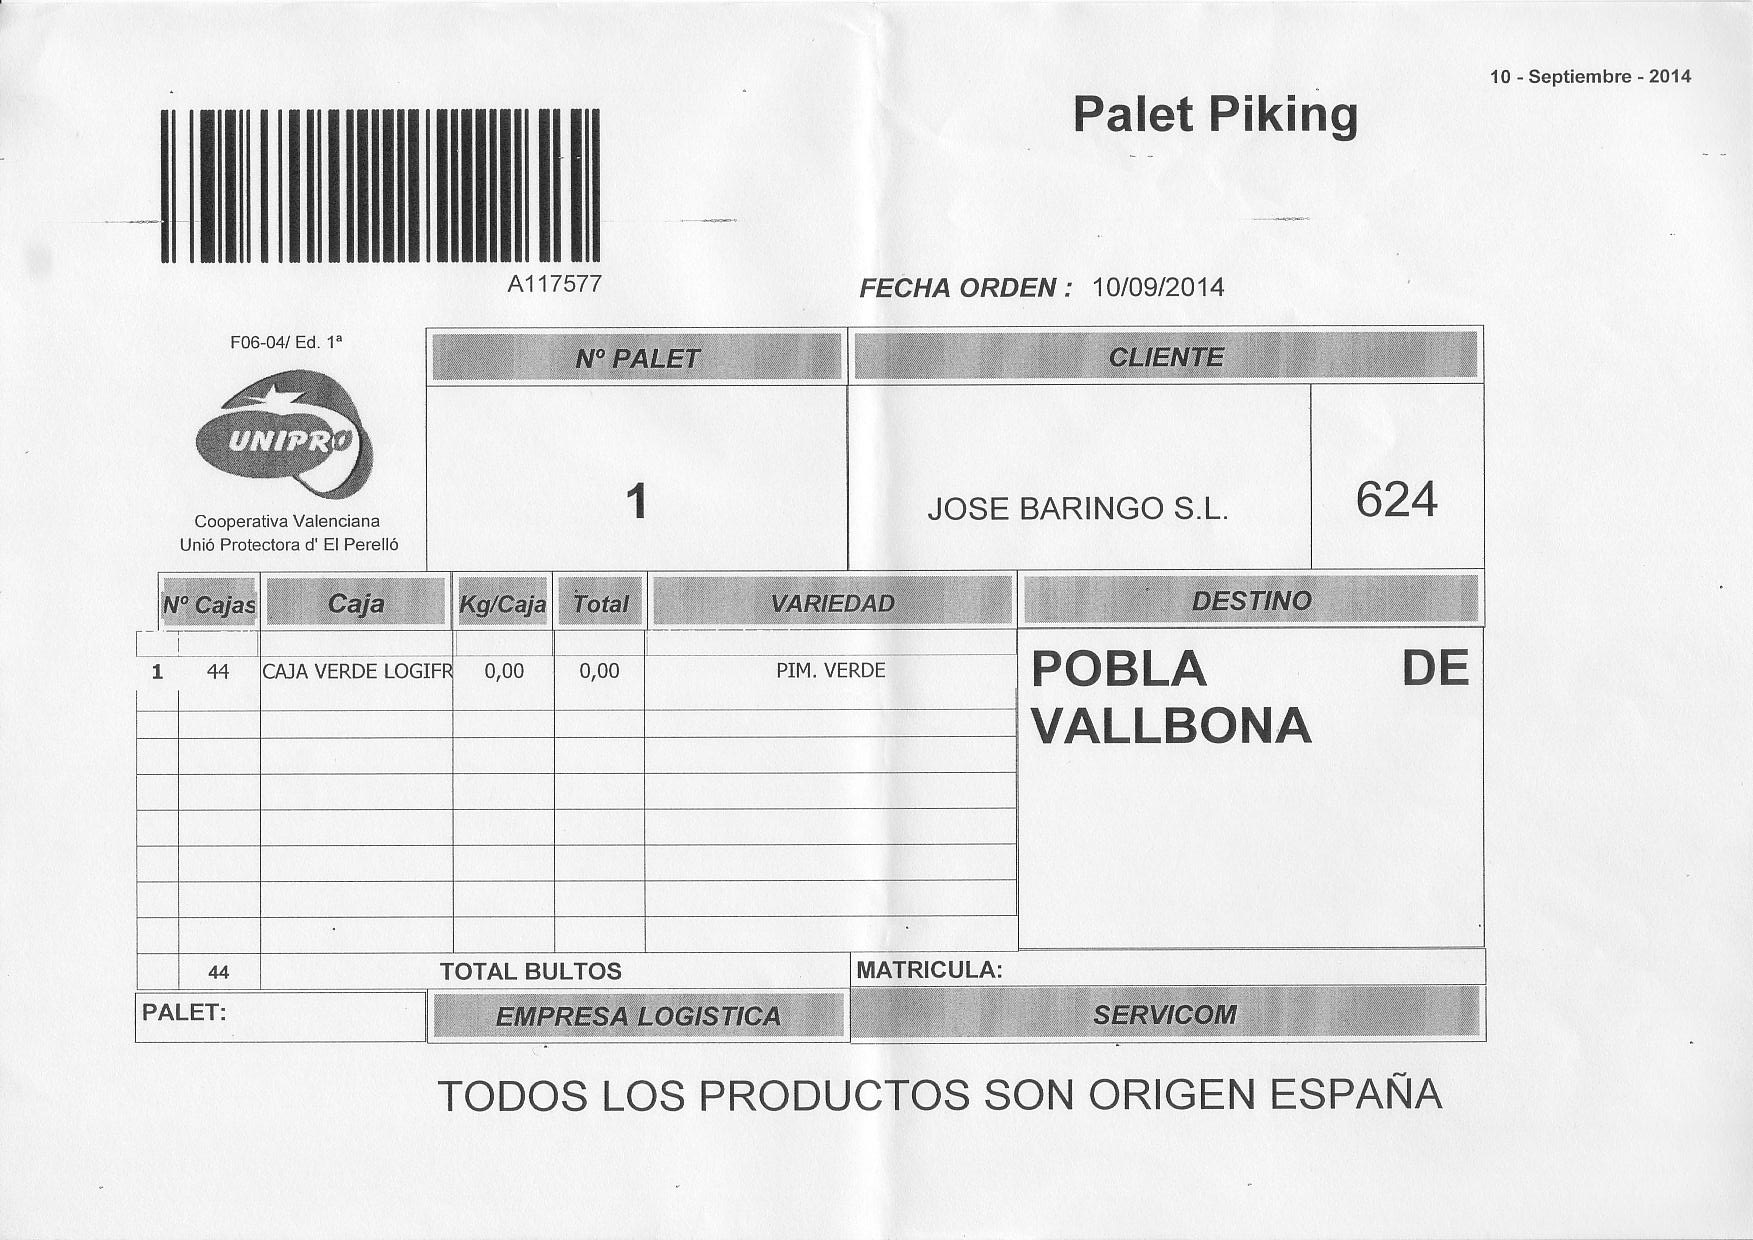 10 - Septiembre - 2014
Palet Piking
A117577
FECHA ORDEN : 10/09/2014
F06-04/ Ed. 1ª
UNIPRO
Cooperativa Valenciana
Unió Protectora d' El Perelló
Nº PALET CLIENTE
1 JOSE BARINGO S.L. 624
Nº Cajas Caja Kg/Caja Total VARIEDAD DESTINO
1 44 CAJA VERDE LOGIFR 0,00 0,00 PIM. VERDE
POBLA DE
VALLBONA
44 TOTAL BULTOS MATRICULA:
PALET: EMPRESA LOGISTICA SERVICOM
TODOS LOS PRODUCTOS SON ORIGEN ESPAÑA